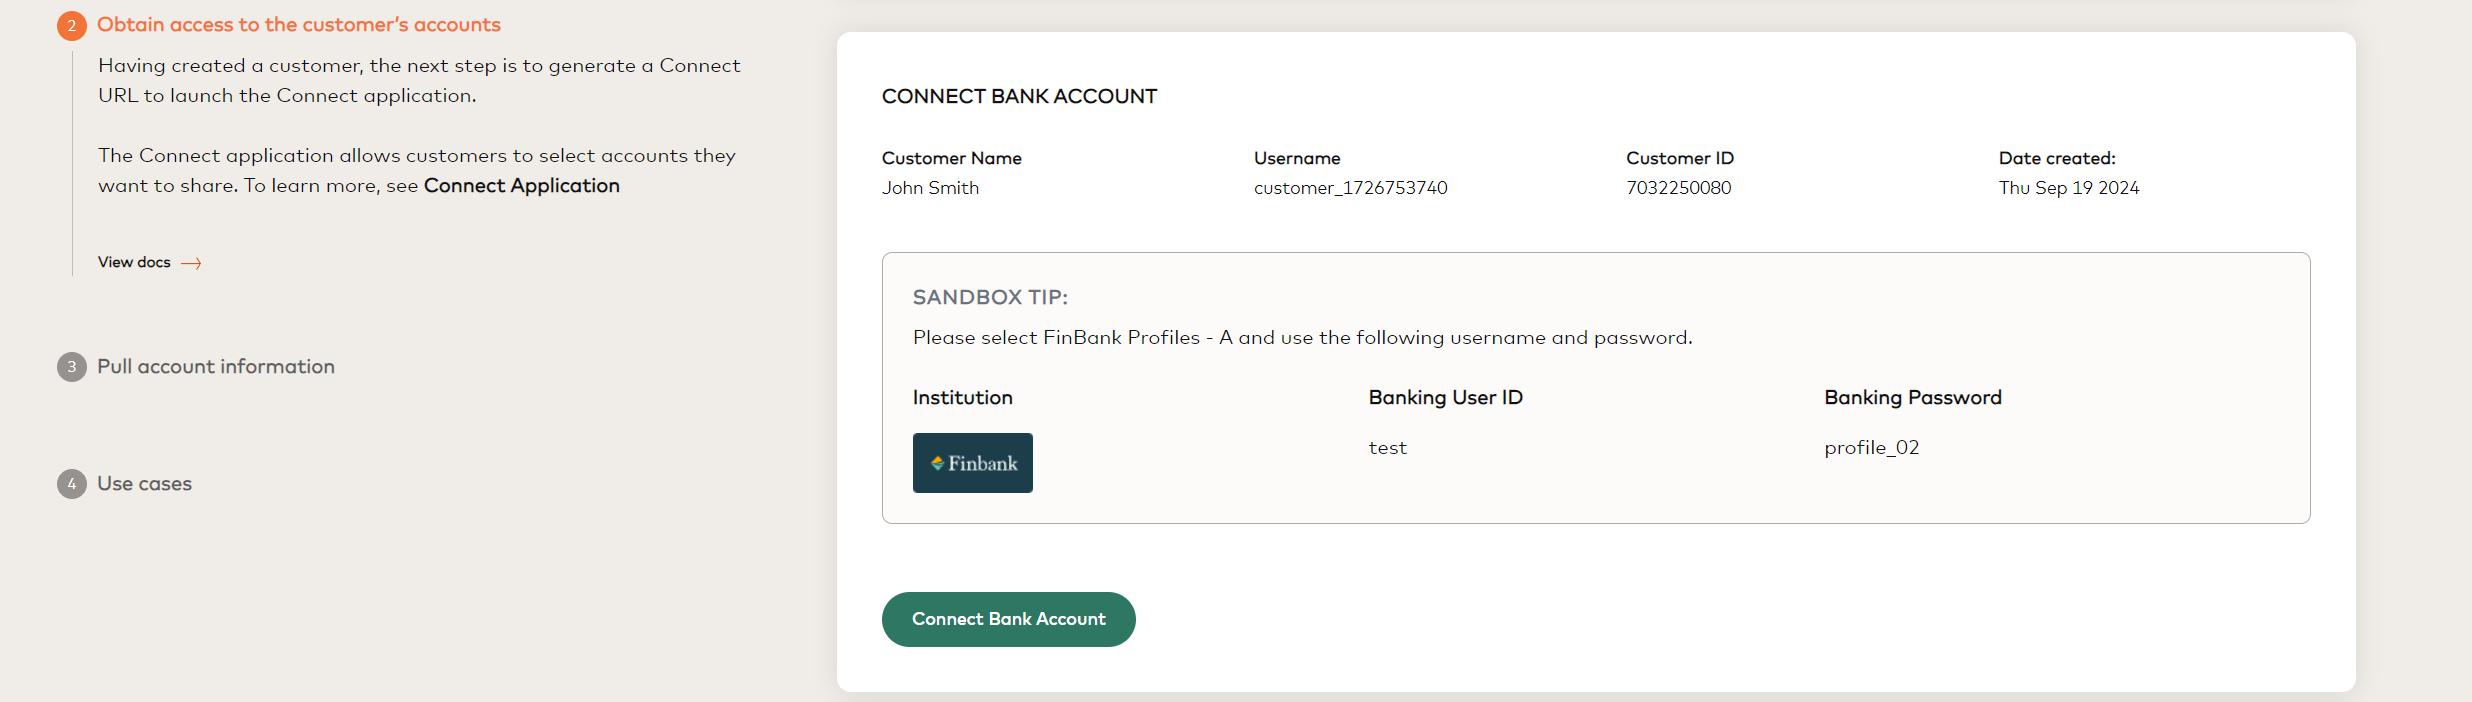 2 Obtain access to the customer's accounts
Having created a customer, the next step is to generate a Connect
URL to launch the Connect application.
The Connect application allows customers to select accounts they
want to share. To learn more, see Connect Application
View docs
3 Pull account information
4 Use cases
CONNECT BANK ACCOUNT
Customer Name Username Customer ID Date created:
John Smith customer_1726753740 7032250080 Thu Sep 19 2024
SANDBOX TIP:
Please select FinBank Profiles - A and use the following username and password.
Institution Banking User ID Banking Password
Finbank test profile_02
Connect Bank Account